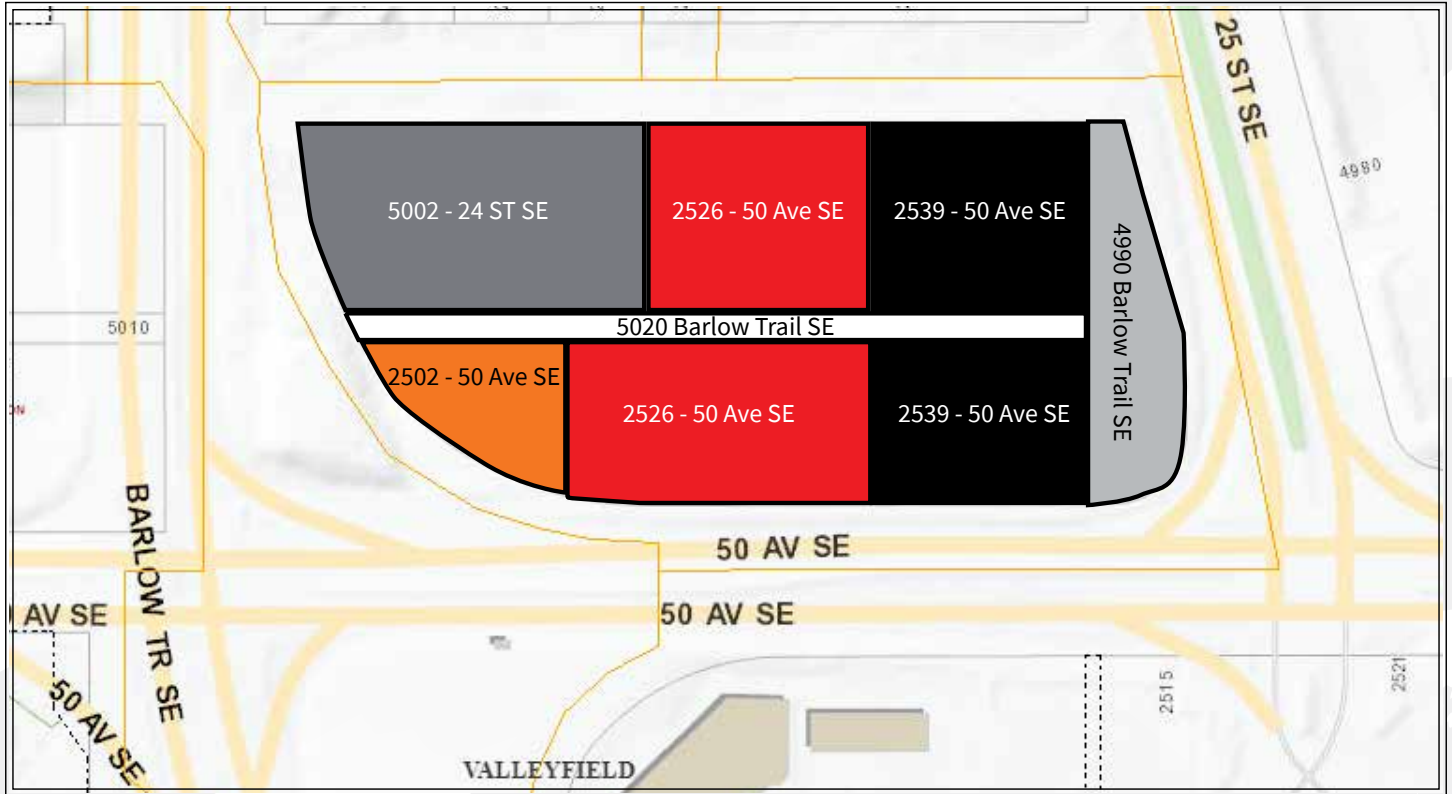 25 ST SE
4980
5002 - 24 ST SE
2526 - 50 Ave SE
2539 - 50 Ave SE
4990 Barlow Trail SE
5010
5020 Barlow Trail SE
2502 - 50 Ave SE
2526 - 50 Ave SE
2539 - 50 Ave SE
BARLOW TR SE
50 AV SE
AV SE
50 AV SE
50 AV SE
2515
2521
VALLEYFIELD